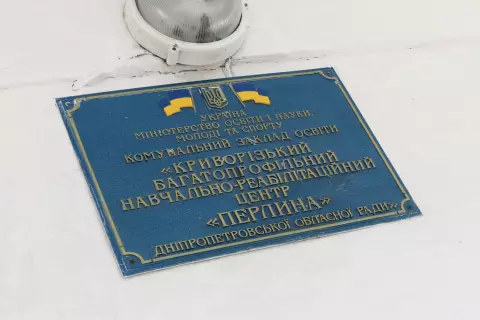 УКРАЇНА
МІНІСТЕРСТВО ОСВІТИ І НАУКИ,
МОЛОДІ ТА СПОРТУ
КОМУНАЛЬНИЙ ЗАКЛАД ОСВІТИ
«КРИВОРІЗЬКИЙ
БАГАТОПРОФІЛЬНИЙ
НАВЧАЛЬНО-РЕАБІЛІТАЦІЙНИЙ
ЦЕНТР
«ПЕРЛИНА»
ДНІПРОПЕТРОВСЬКОЇ ОБЛАСНОЇ РАДИ»